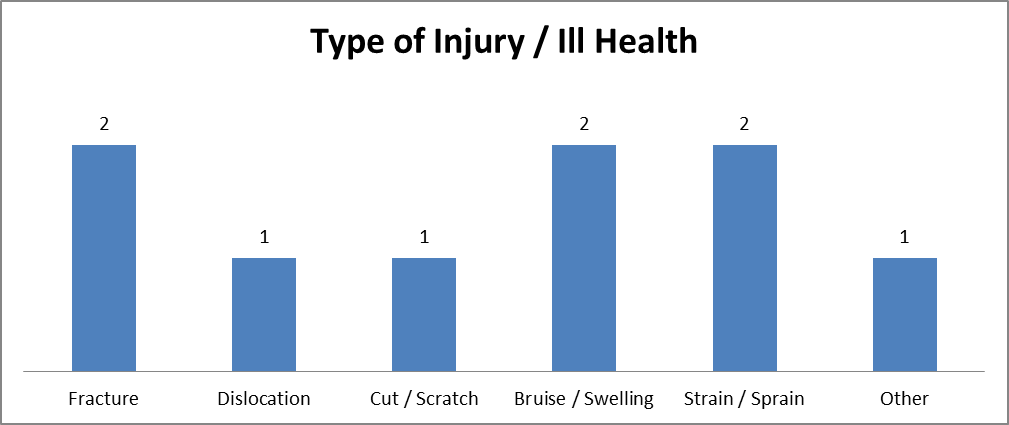 Type of Injury / Ill Health
2 1 1 2 2 1
Fracture Dislocation Cut / Scratch Bruise / Swelling Strain / Sprain Other